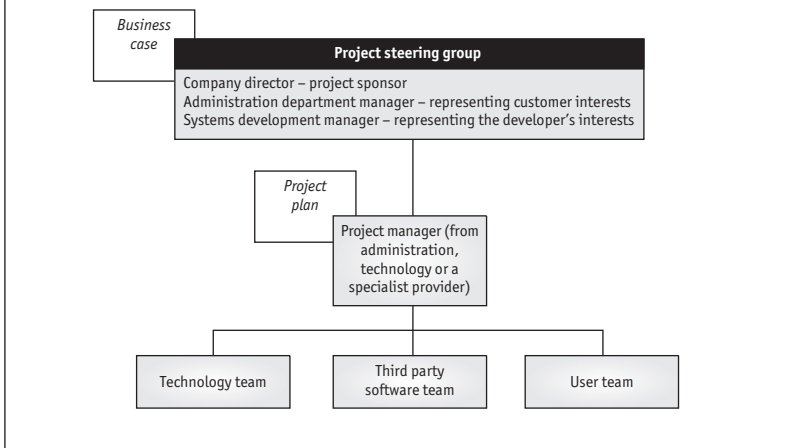 Business
case
Project steering group
Company director – project sponsor
Administration department manager – representing customer interests
Systems development manager – representing the developer's interests
Project
plan
Project manager (from
administration,
technology or a
specialist provider)
Technology team
Third party
software team
User team